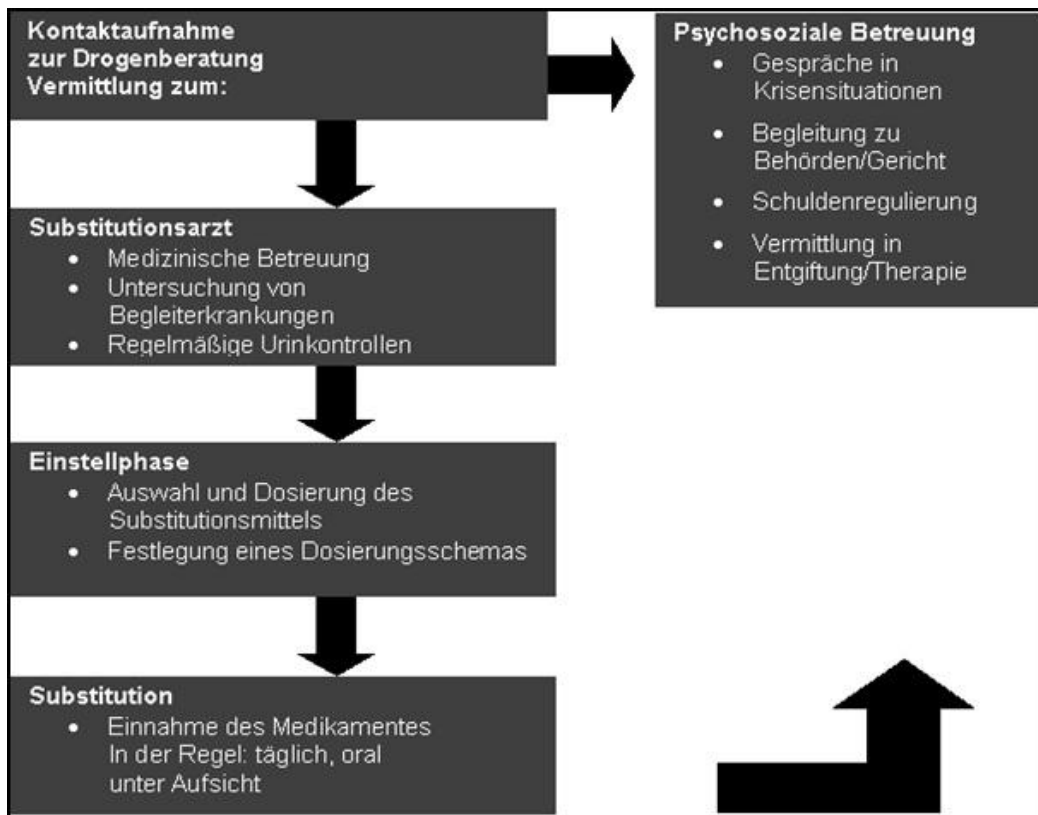 Kontaktaufnahme
zur Drogenberatung
Vermittlung zum:
Psychosoziale Betreuung
• Gespräche in
Krisensituationen
• Begleitung zu
Behörden/Gericht
• Schuldenregulierung
• Vermittlung in
Entgiftung/Therapie
Substitutionsarzt
• Medizinische Betreuung
• Untersuchung von
Begleiterkrankungen
• Regelmäßige Urinkontrollen
Einstellphase
• Auswahl und Dosierung des
Substitutionsmittels
• Festlegung eines Dosierungsschemas
Substitution
• Einnahme des Medikamentes
In der Regel: täglich, oral
unter Aufsicht